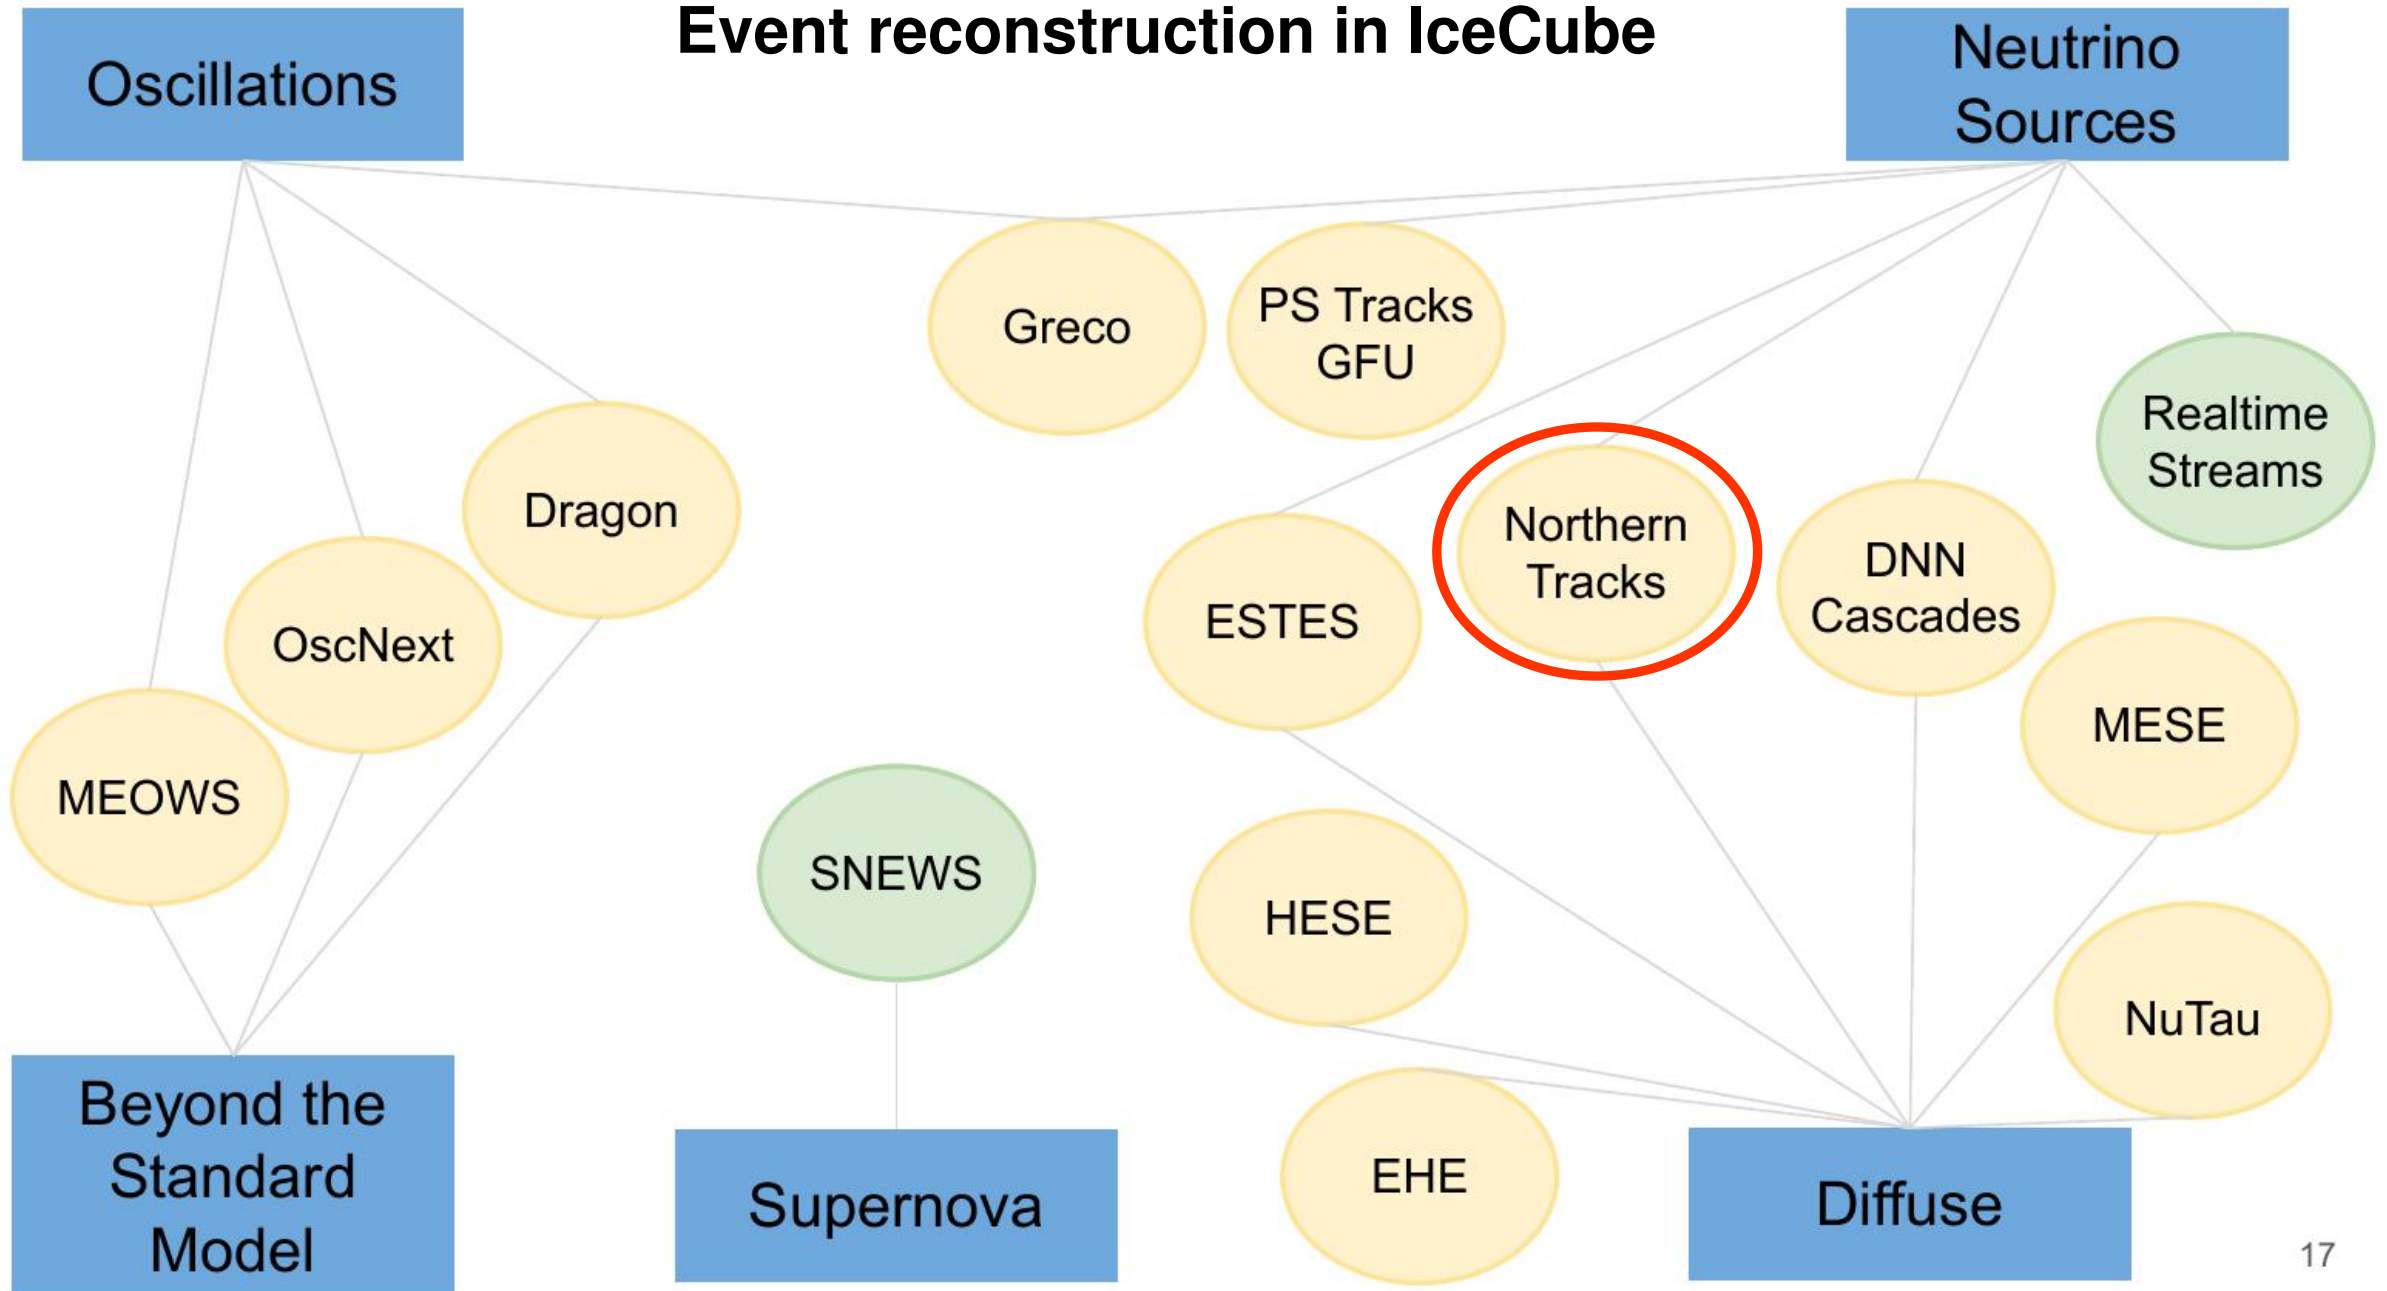 Event reconstruction in IceCube
Oscillations
Neutrino
Sources
Greco
PS Tracks
GFU
Realtime
Streams
Dragon
Northern
Tracks
DNN
Cascades
ESTES
OscNext
MESE
MEOWS
SNEWS
HESE
NuTau
EHE
Beyond the
Standard
Model
Supernova
Diffuse
17